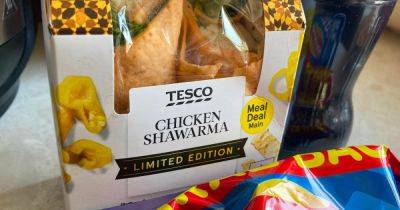 TESCO
CHICKEN
SHAWARMA
LIMITED EDITION
Meal
Deal
Main